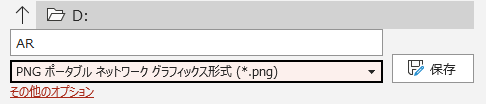 D:
AR
PNG ポータブル ネットワーク グラフィックス形式 (*.png)
保存
その他のオプション